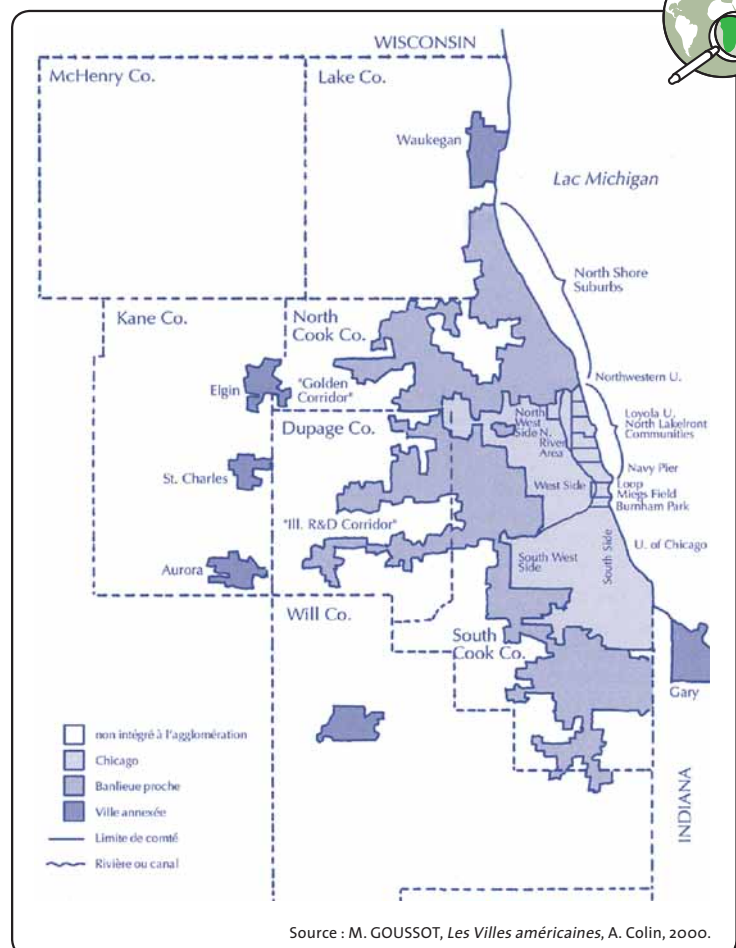 WISCONSIN
McHenry Co.
Lake Co.
Waukegan
Lac Michigan
North Shore
Suburbs
Kane Co.
North
Cook Co.
Elgin
"Golden
Corridor"
Northwestern U.
Dupage Co.
North
West
Side N.
River
Area
Loyola U.
North Lakefront
Communities
St. Charles
Navy Pier
West Side
Loop
Miegs Field
Burnham Park
"Ill. R&D Corridor"
Aurora
South West
Side
South Side
U. of Chicago
Will Co.
South
Cook Co.
Gary
INDIANA
non intégré à l'agglomération
Chicago
Banlieue proche
Ville annexée
Limite de comté
Rivière ou canal
Source : M. GOUSSOT, Les Villes américaines, A. Colin, 2000.